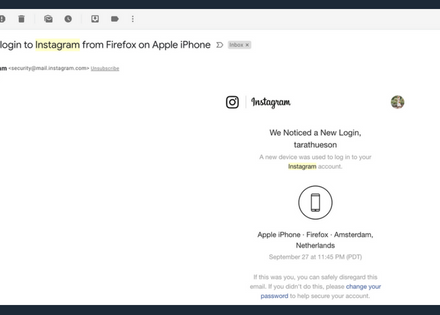 login to Instagram from Firefox on Apple iPhone Inbox ×
am <security@mail.instagram.com> Unsubscribe
Instagram
We Noticed a New Login,
tarathueson
A new device was used to log in to your
Instagram account.
Apple iPhone · Firefox · Amsterdam,
Netherlands
September 27 at 11:45 PM (PDT)
If this was you, you can safely disregard this
email. If you didn't do this, please change your
password to help secure your account.